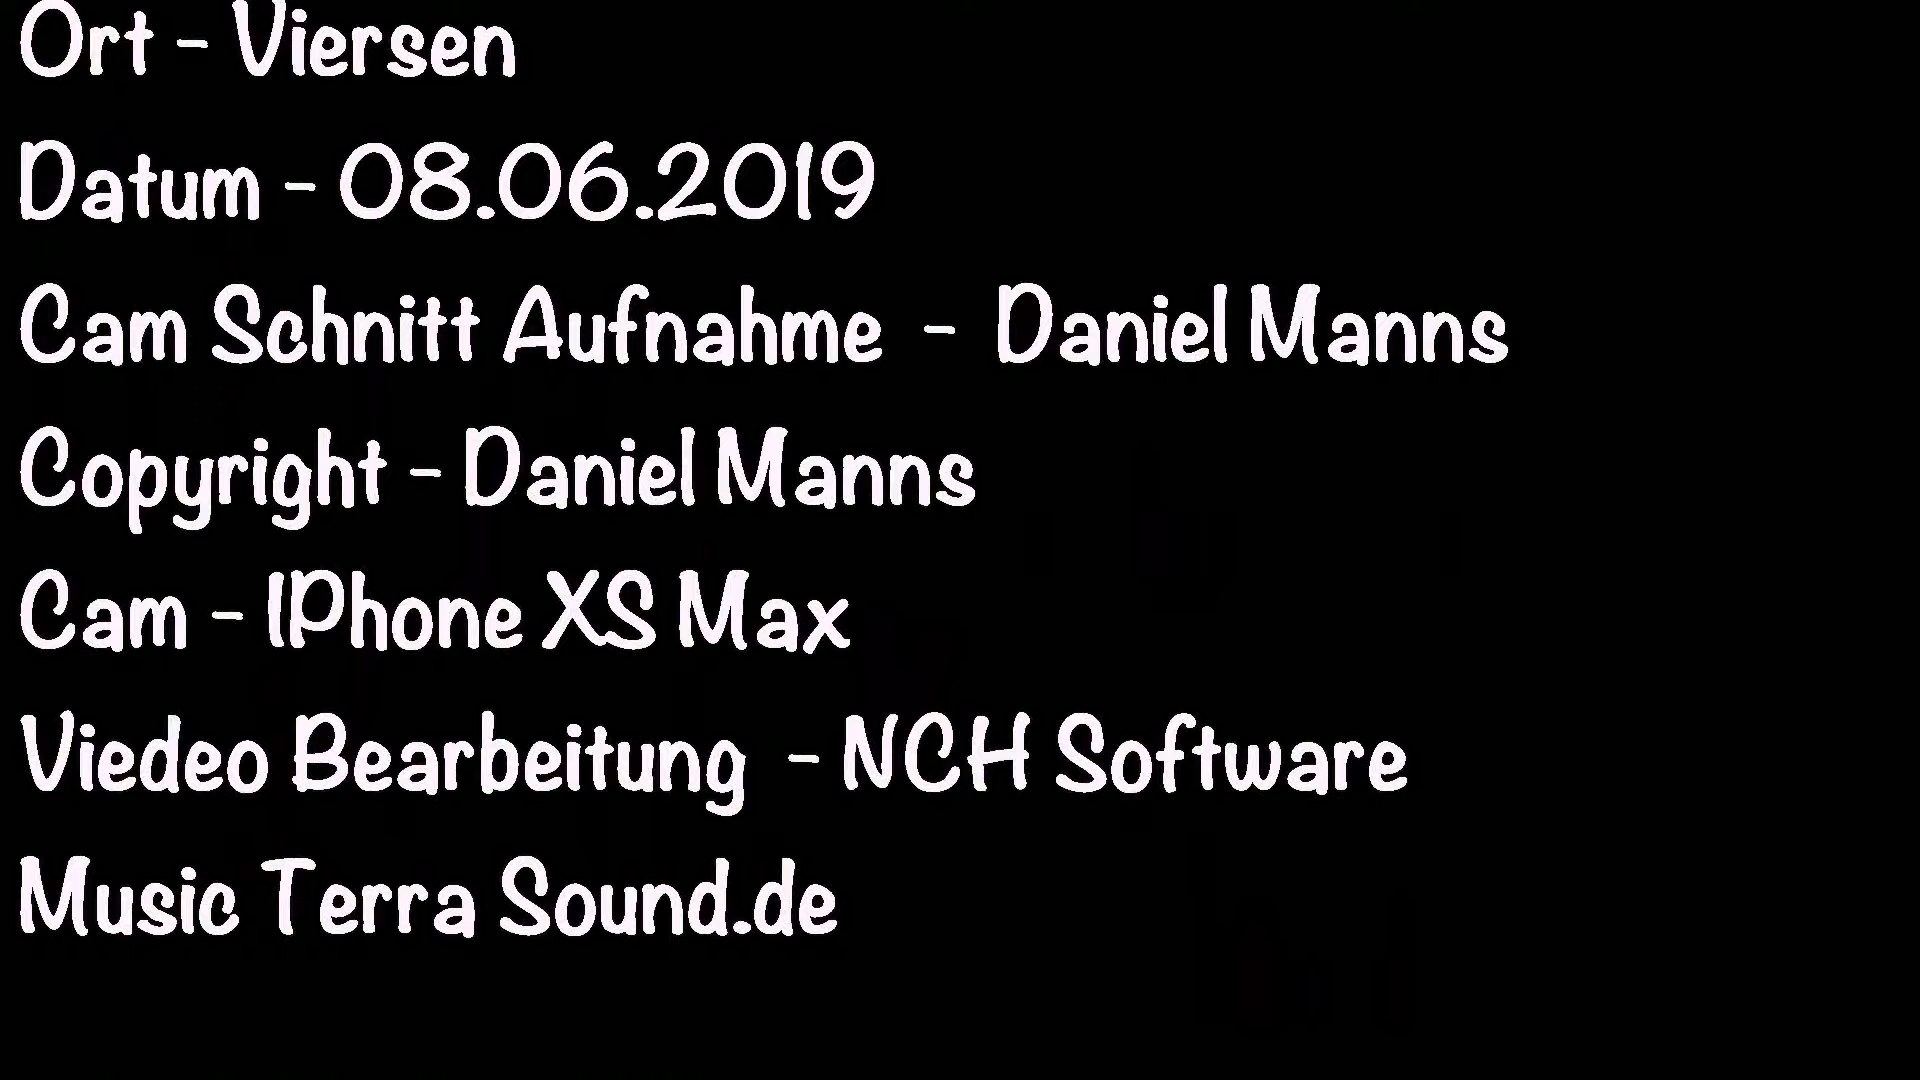 Ort - Viersen
Datum - 08.06.2019
Cam Schnitt Aufnahme - Daniel Manns
Copyright - Daniel Manns
Cam - IPhone XS Max
Viedeo Bearbeitung - NCH Software
Music Terra Sound.de